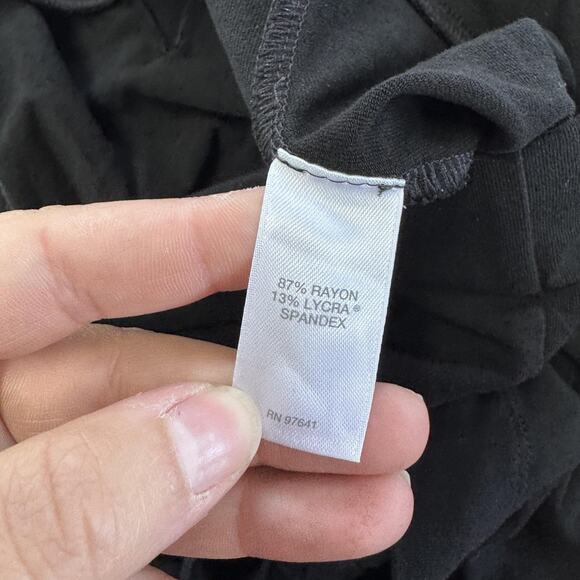 87% RAYON
13% LYCRA®
SPANDEX
RN 97641